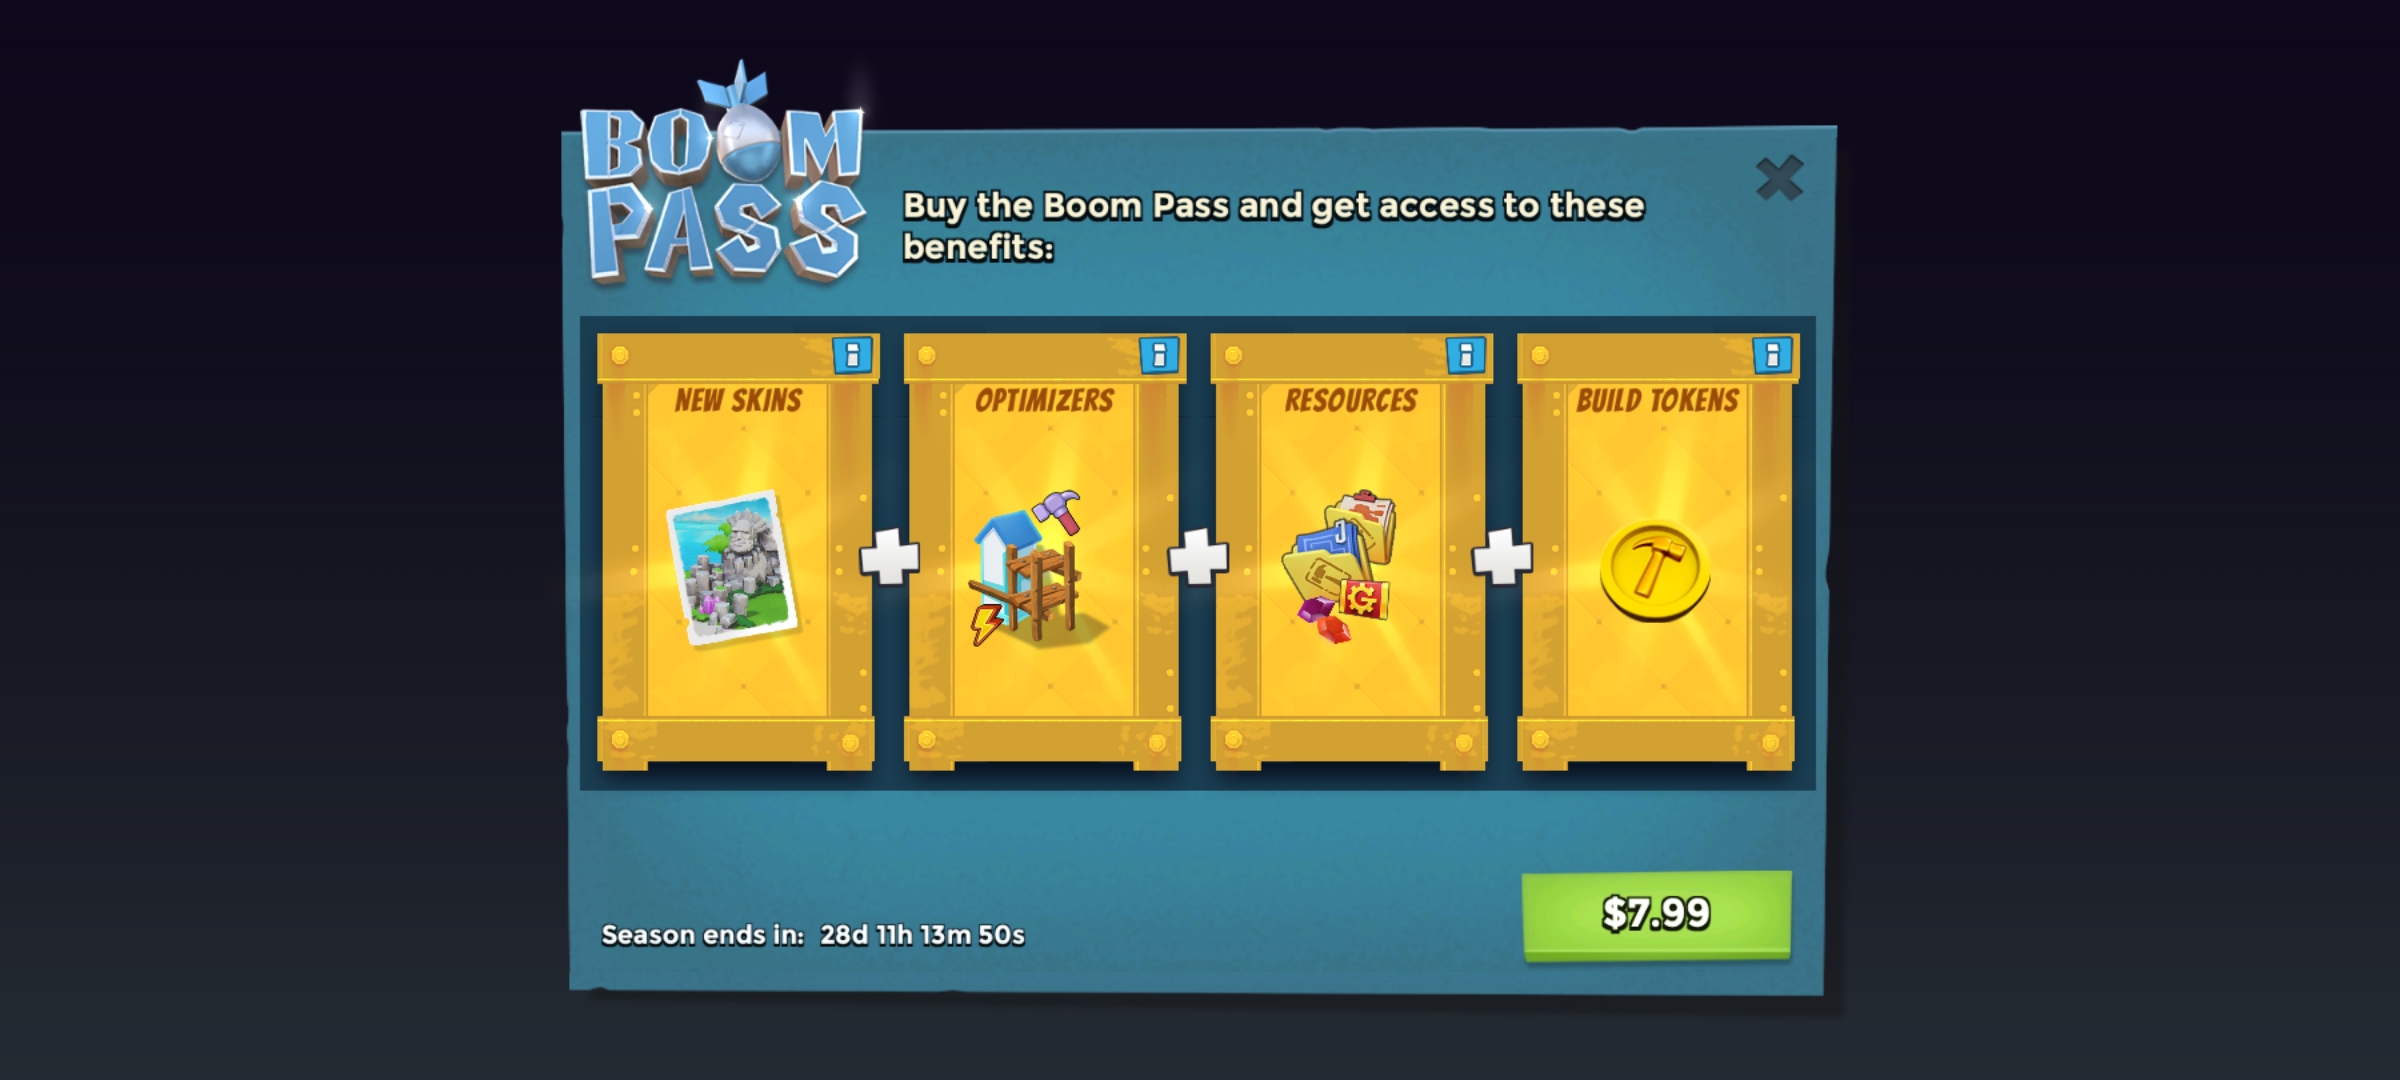 BOOM
PASS
Buy the Boom Pass and get access to these
benefits:
NEW SKINS
OPTIMIZERS
RESOURCES
BUILD TOKENS
G
Season ends in: 28d 11h 13m 50s
$7.99